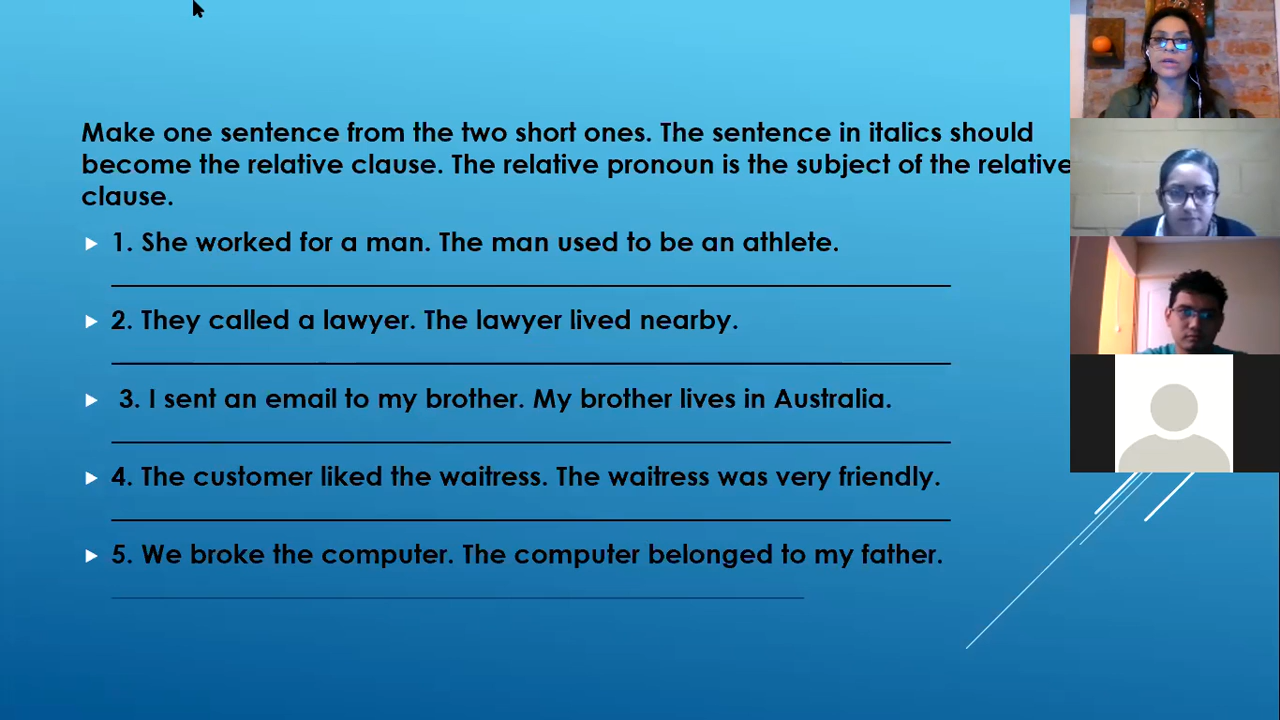 Make one sentence from the two short ones. The sentence in italics should
become the relative clause. The relative pronoun is the subject of the relative
clause.
1. She worked for a man. The man used to be an athlete.
2. They called a lawyer. The lawyer lived nearby.
3. I sent an email to my brother. My brother lives in Australia.
4. The customer liked the waitress. The waitress was very friendly.
5. We broke the computer. The computer belonged to my father.